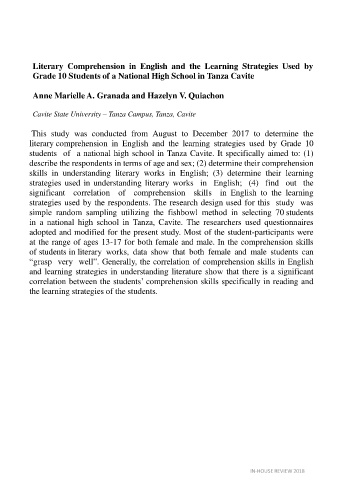 Literary Comprehension in English and the Learning Strategies Used by
Grade 10 Students of a National High School in Tanza Cavite
Anne Marielle A. Granada and Hazelyn V. Quiachon
Cavite State University – Tanza Campus, Tanza, Cavite
This study was conducted from August to December 2017 to determine the
literary comprehension in English and the learning strategies used by Grade 10
students of a national high school in Tanza Cavite. It specifically aimed to: (1)
describe the respondents in terms of age and sex; (2) determine their comprehension
skills in understanding literary works in English; (3) determine their learning
strategies used in understanding literary works in English; (4) find out the
significant correlation of comprehension skills in English to the learning
strategies used by the respondents. The research design used for this study was
simple random sampling utilizing the fishbowl method in selecting 70 students
in a national high school in Tanza, Cavite. The researchers used questionnaires
adopted and modified for the present study. Most of the student-participants were
at the range of ages 13-17 for both female and male. In the comprehension skills
of students in literary works, data show that both female and male students can
“grasp very well”. Generally, the correlation of comprehension skills in English
and learning strategies in understanding literature show that there is a significant
correlation between the students’ comprehension skills specifically in reading and
the learning strategies of the students.
IN-HOUSE REVIEW 2018